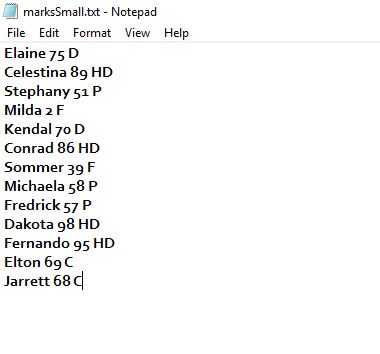 marksSmall.txt - Notepad
File Edit Format View Help
Elaine 75 D
Celestina 89 HD
Stephany 51 P
Milda 2 F
Kendal 70 D
Conrad 86 HD
Sommer 39 F
Michaela 58 P
Fredrick 57 P
Dakota 98 HD
Fernando 95 HD
Elton 69 C
Jarrett 68 C